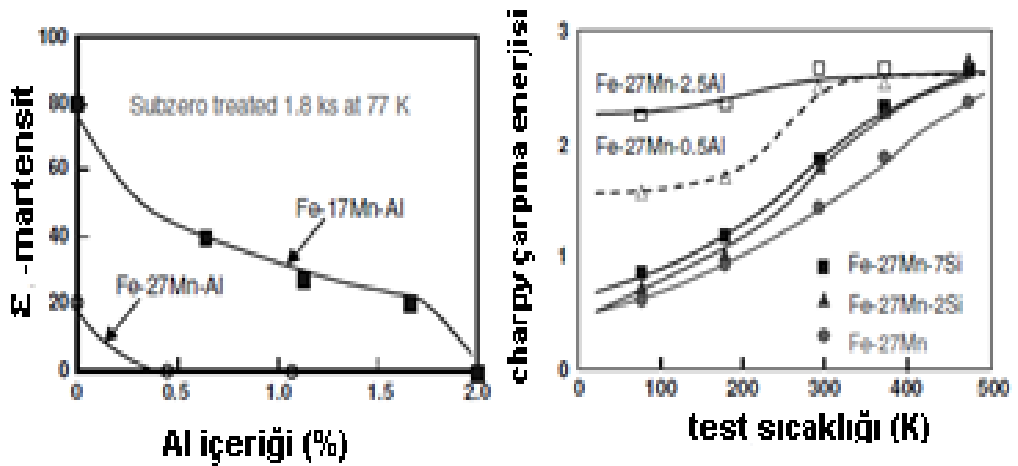 100
80
60
40
20
0
ε -martensit
Subzero treated 1.8 ks at 77 K
Fe-17Mn-Al
Fe-27Mn-Al
0
0.5
1.0
1.5
2.0
Al içeriği (%)
3
2
1
0
charpy çarpma enerjisi
Fe-27Mn-2.5Al
Fe-27Mn-0.5Al
Fe-27Mn-7Si
Fe-27Mn-2Si
Fe-27Mn
0
100
200
300
400
500
test sıcaklığı (K)